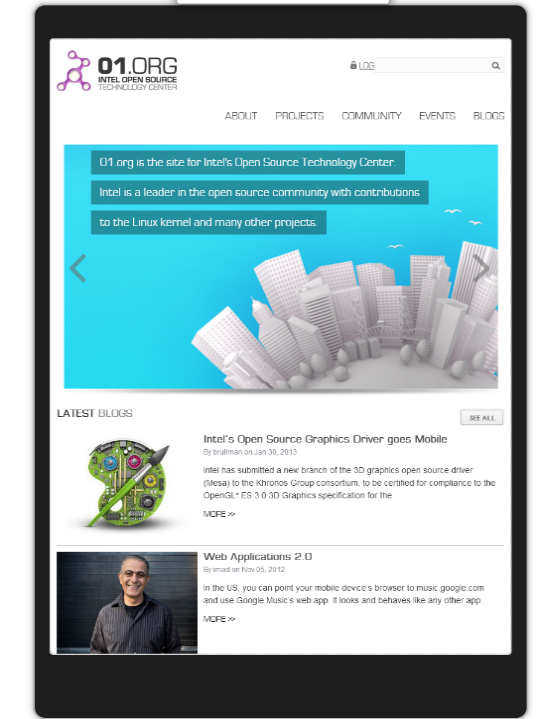 01.ORG
INTEL OPEN SOURCE
TECHNOLOGY CENTER
LOG
ABOUT PROJECTS COMMUNITY EVENTS BLOGS
01.org is the site for Intel's Open Source Technology Center.
Intel is a leader in the open source community with contributions
to the Linux kernel and many other projects.
LATEST BLOGS
SEE ALL
Intel's Open Source Graphics Driver goes Mobile
By bruliman on Jan 30, 2013
Intel has submitted a new branch of the 3D graphics open source driver
(Mesa) to the Khronos Group consortium, to be certified for compliance to the
OpenGL* ES 3.0 3D Graphics specification for the
MORE >>
Web Applications 2.0
By imad on Nov 05, 2012
In the US, you can point your mobile device's browser to music.google.com
and use Google Music's web app. It looks and behaves like any other app.
MORE >>